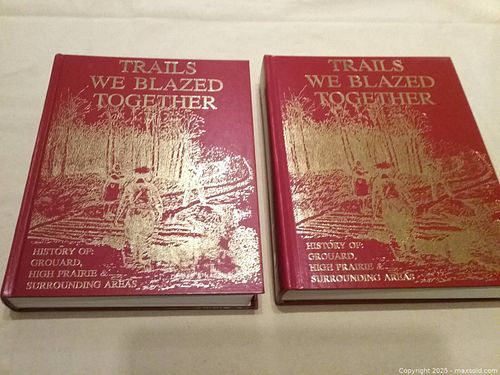 TRAILS
WE BLAZED
TOGETHER
HISTORY OF:
GROUARD,
HIGH PRAIRIE &
SURROUNDING AREAS
TRAILS
WE BLAZED
TOGETHER
HISTORY OF:
GROUARD,
HIGH PRAIRIE &
SURROUNDING AREAS
Copyright 2025 - maxsold.com